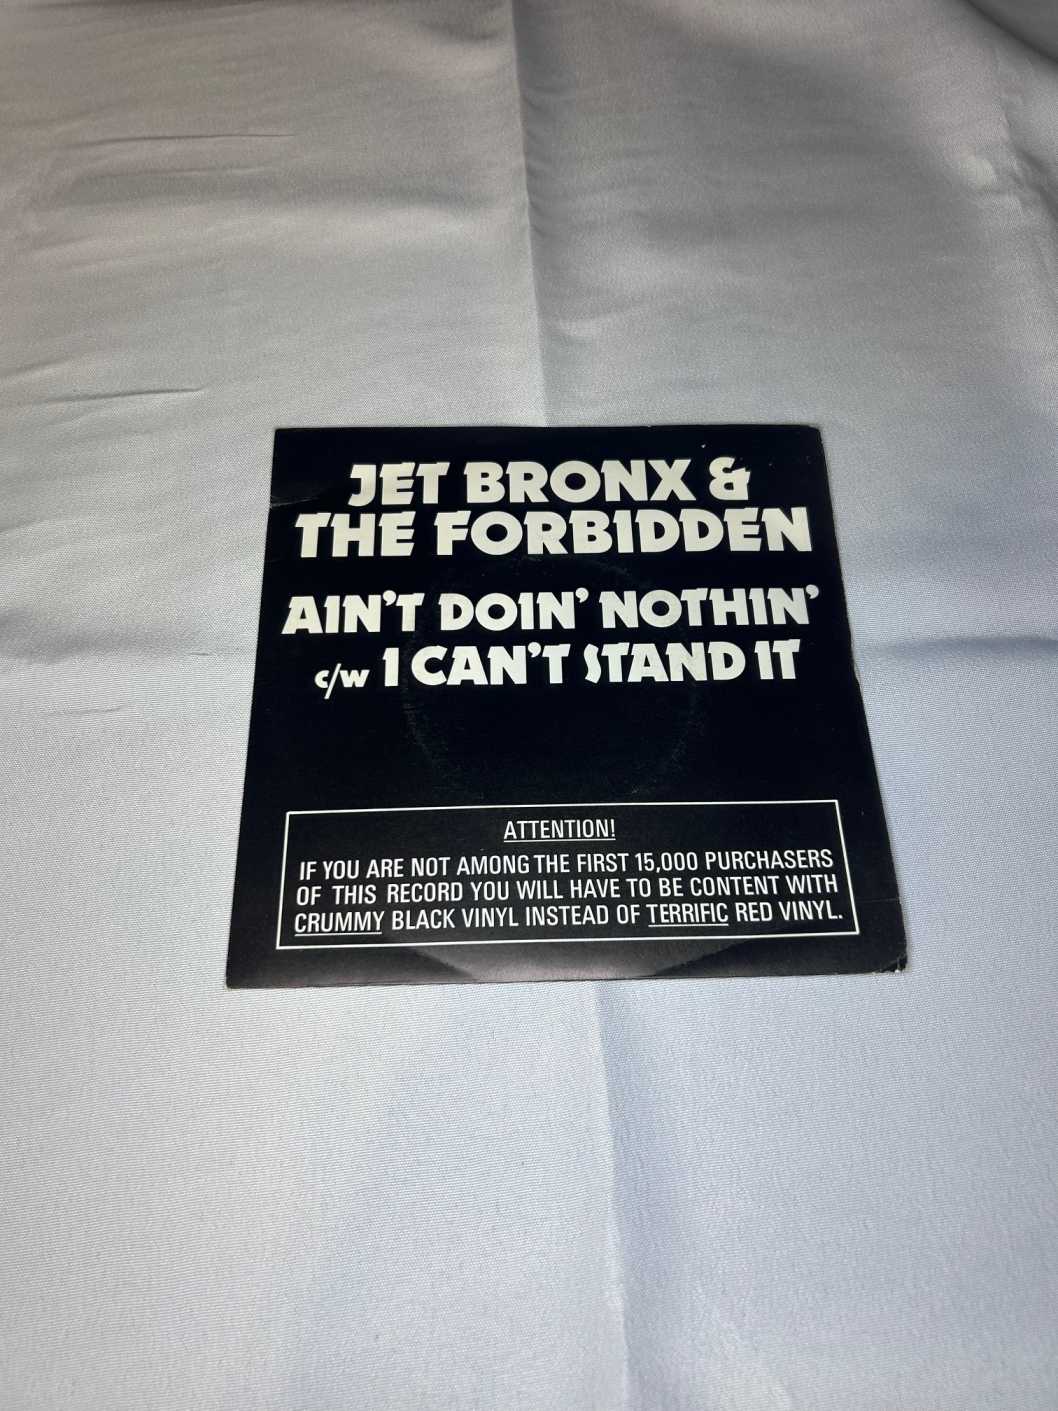 JET BRONX &
THE FORBIDDEN
AIN'T DOIN' NOTHIN'
c/w I CAN'T STAND IT
ATTENTION!
IF YOU ARE NOT AMONG THE FIRST 15,000 PURCHASERS
OF THIS RECORD YOU WILL HAVE TO BE CONTENT WITH
CRUMMY BLACK VINYL INSTEAD OF TERRIFIC RED VINYL.